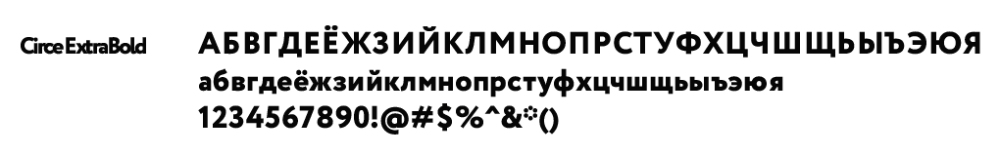 Circe ExtraBold
АБВГДЕЁЖЗИЙКЛМНОПРСТУФХЦЧШЩЬЫЪЭЮЯ
абвгдеёжзийклмнопрстуфхцчшщьыъэюя
1234567890!@#$%^&*()